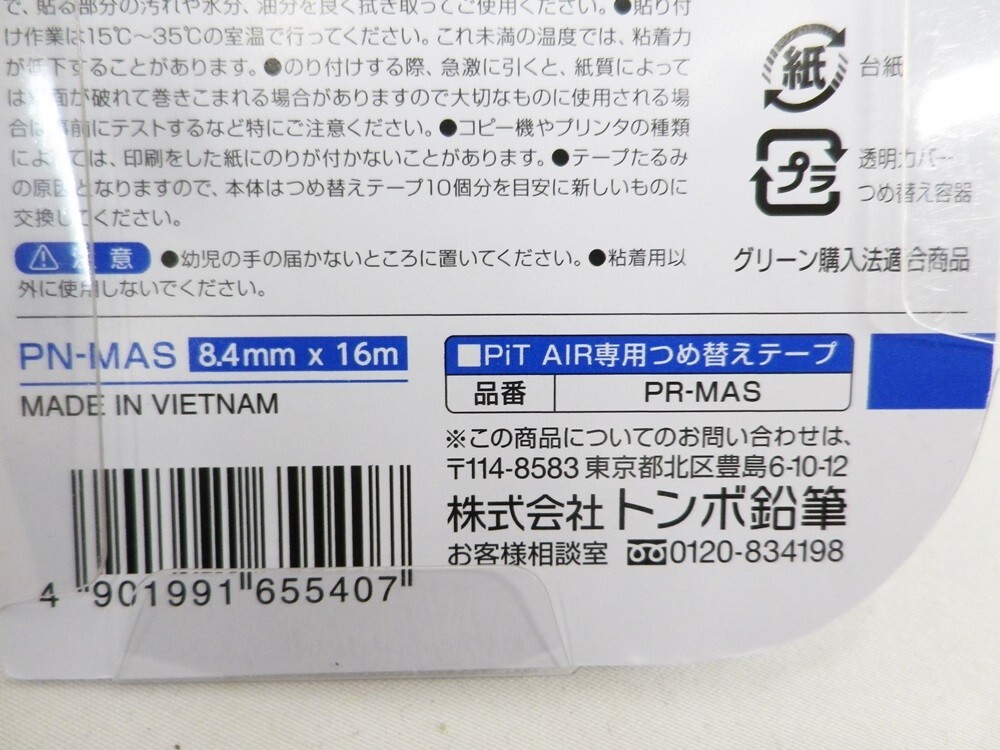 で、貼る部分の汚れや水分、油分を良く拭き取ってご使用ください。●貼り付
け作業は15℃～35℃の室温で行ってください。これ未満の温度では、粘着力
が低下することがあります。●のり付けする際、急激に引くと、紙質によって
は表面が破れて巻きこまれる場合がありますので大切なものに使用される場
合は事前にテストするなど特にご注意ください。●コピー機やプリンタの種類
によっては、印刷をした紙にのりが付かないことがあります。●テープたるみ
の原因となりますので、本体はつめ替えテープ10個分を目安に新しいものに
交換してください。
注意 ●幼児の手の届かないところに置いてください。●粘着用以
外に使用しないでください。
紙 台紙
プラ 透明カバー
つめ替え容器
グリーン購入法適合商品
PN-MAS 8.4mm x 16m
MADE IN VIETNAM
4 901991 655407
■PiT AIR専用つめ替えテープ
品番 PR-MAS
※この商品についてのお問い合わせは、
〒114-8583 東京都北区豊島6-10-12
株式会社 トンボ鉛筆
お客様相談室 0120-834198